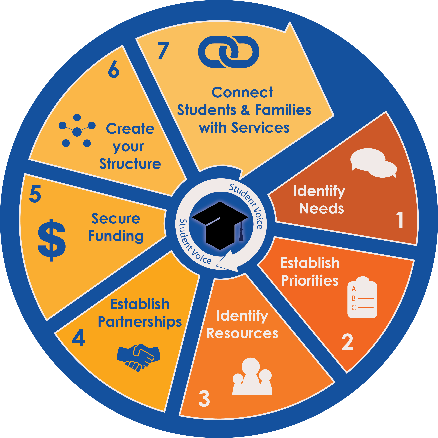 1
Identify
Needs
2
Establish
Priorities
A
B
C
3
Identify
Resources
4
Establish
Partnerships
5
Secure
Funding
$
6
Create
your
Structure
7
Connect
Students & Families
with Services
Student Voice
Student Voice